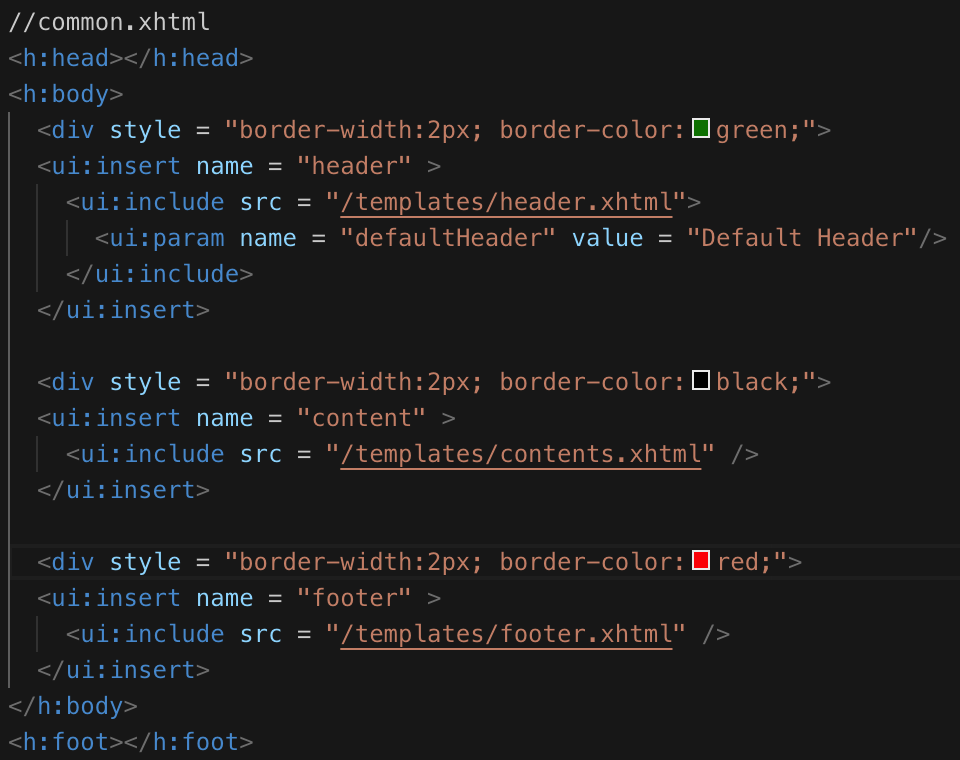 //common.xhtml
<h:head></h:head>
<h:body>
<div style = "border-width:2px; border-color:green;">
<ui:insert name = "header" >
<ui:include src = "/templates/header.xhtml">
<ui:param name = "defaultHeader" value = "Default Header"/>
</ui:include>
</ui:insert>
<div style = "border-width:2px; border-color:black;">
<ui:insert name = "content" >
<ui:include src = "/templates/contents.xhtml" />
</ui:insert>
<div style = "border-width:2px; border-color:red;">
<ui:insert name = "footer" >
<ui:include src = "/templates/footer.xhtml" />
</ui:insert>
</h:body>
<h:foot></h:foot>